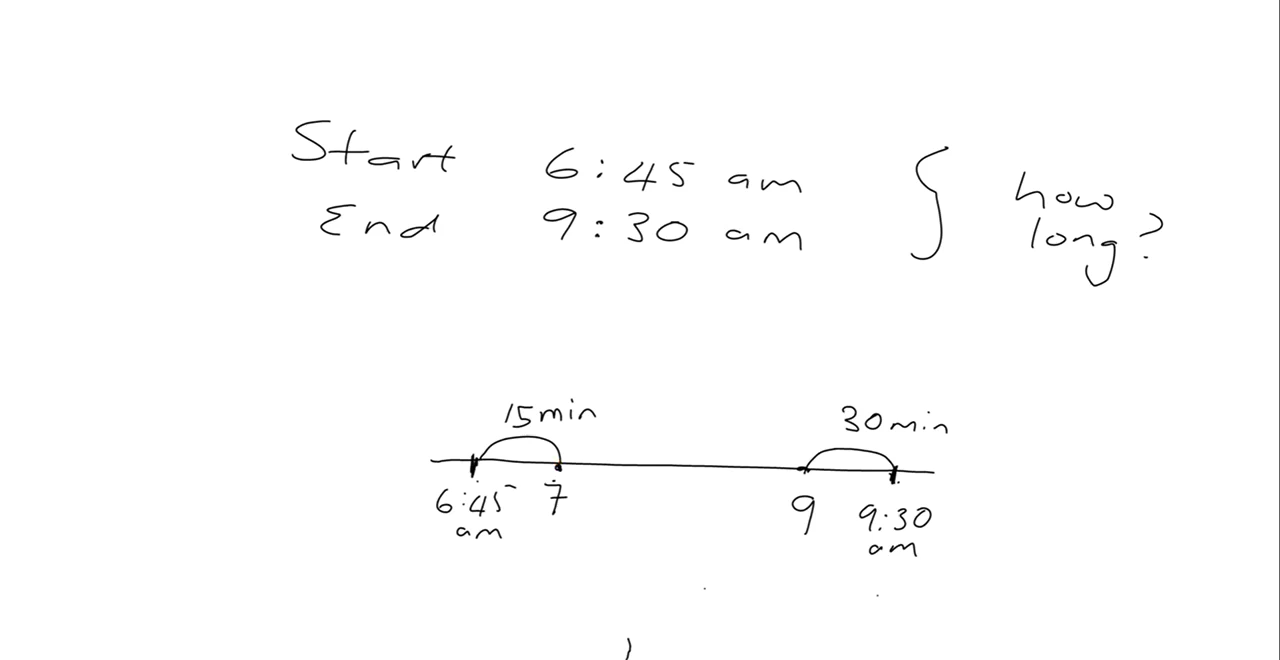 Start 6:45 am
End 9:30 am
how
long?
15min
30min
6:45
am
7
9
9:30
am